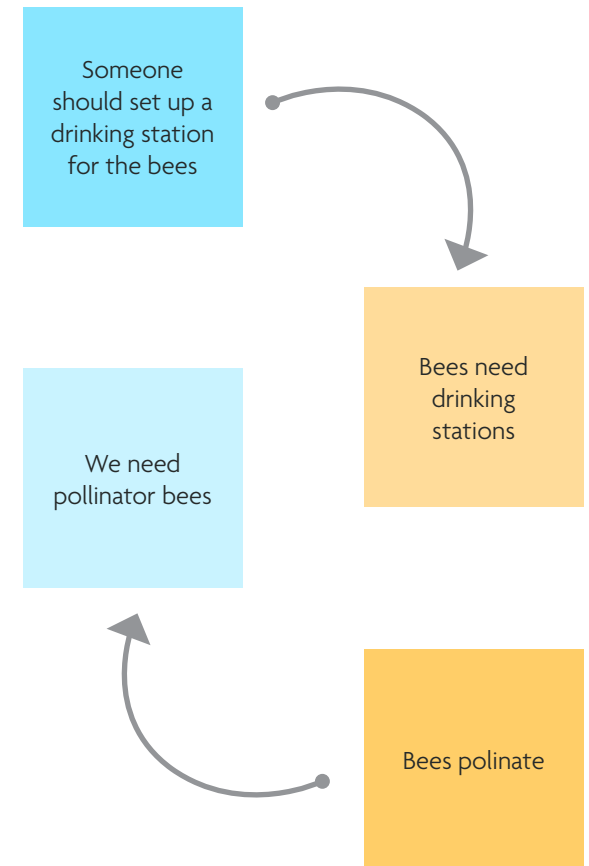 Someone
should set up a
drinking station
for the bees
Bees need
drinking
stations
We need
pollinator bees
Bees polinate